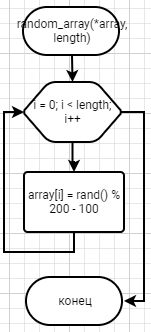 random_array(*array,
length)
i = 0; i < length;
i++
array[i] = rand() %
200 - 100
конец